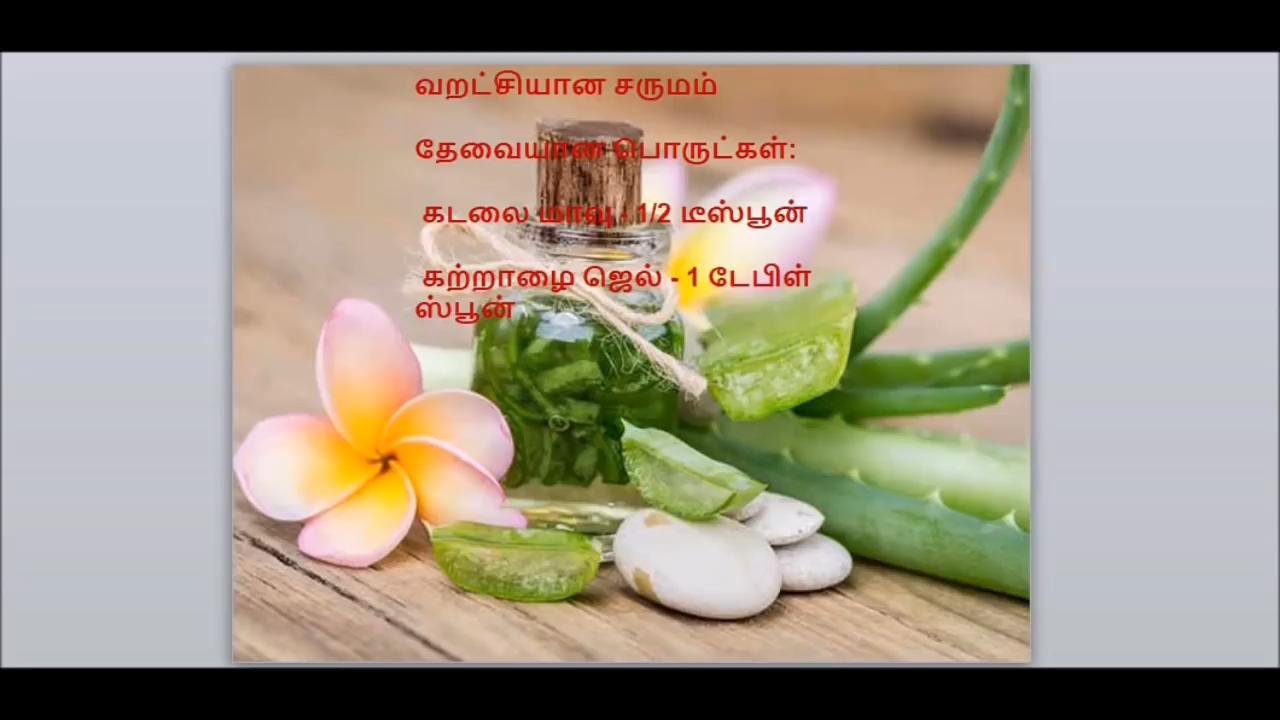 வறட்சியான சருமம்
தேவையான பொருட்கள்:
கடலை மாவு - 1/2 டீஸ்பூன்
கற்றாழை ஜெல் - 1 டேபிள்
ஸ்பூன்